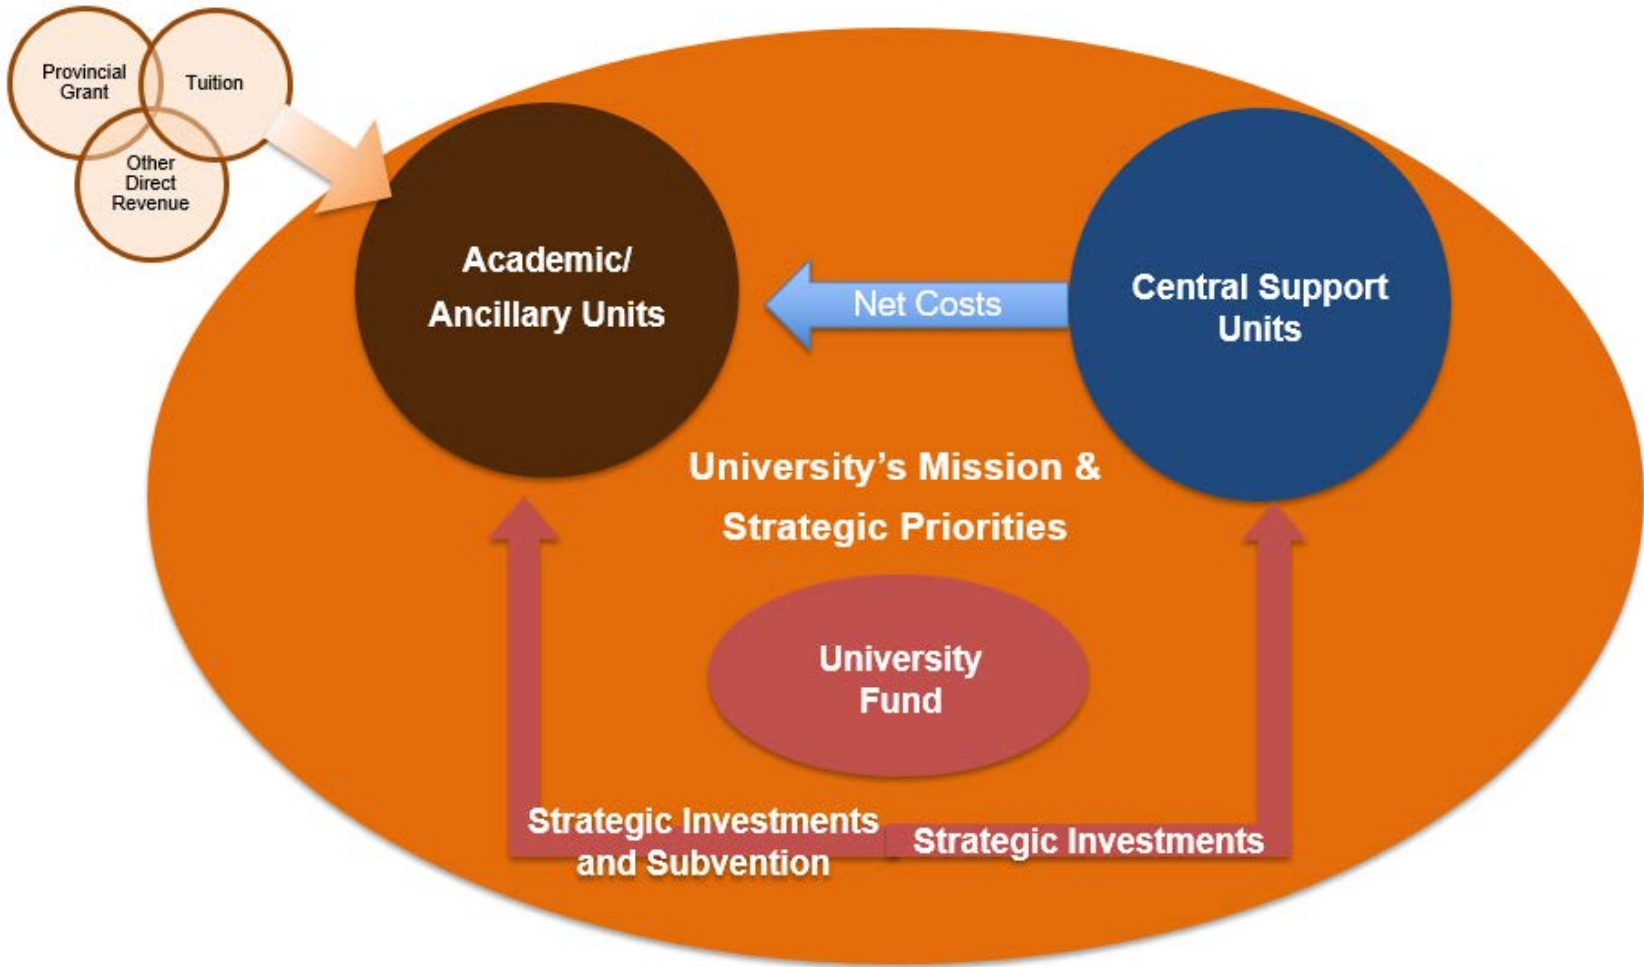 Provincial
Grant
Tuition
Other
Direct
Revenue
Academic/
Ancillary Units
Net Costs
Central Support
Units
University’s Mission &
Strategic Priorities
University
Fund
Strategic Investments
and Subvention
Strategic Investments